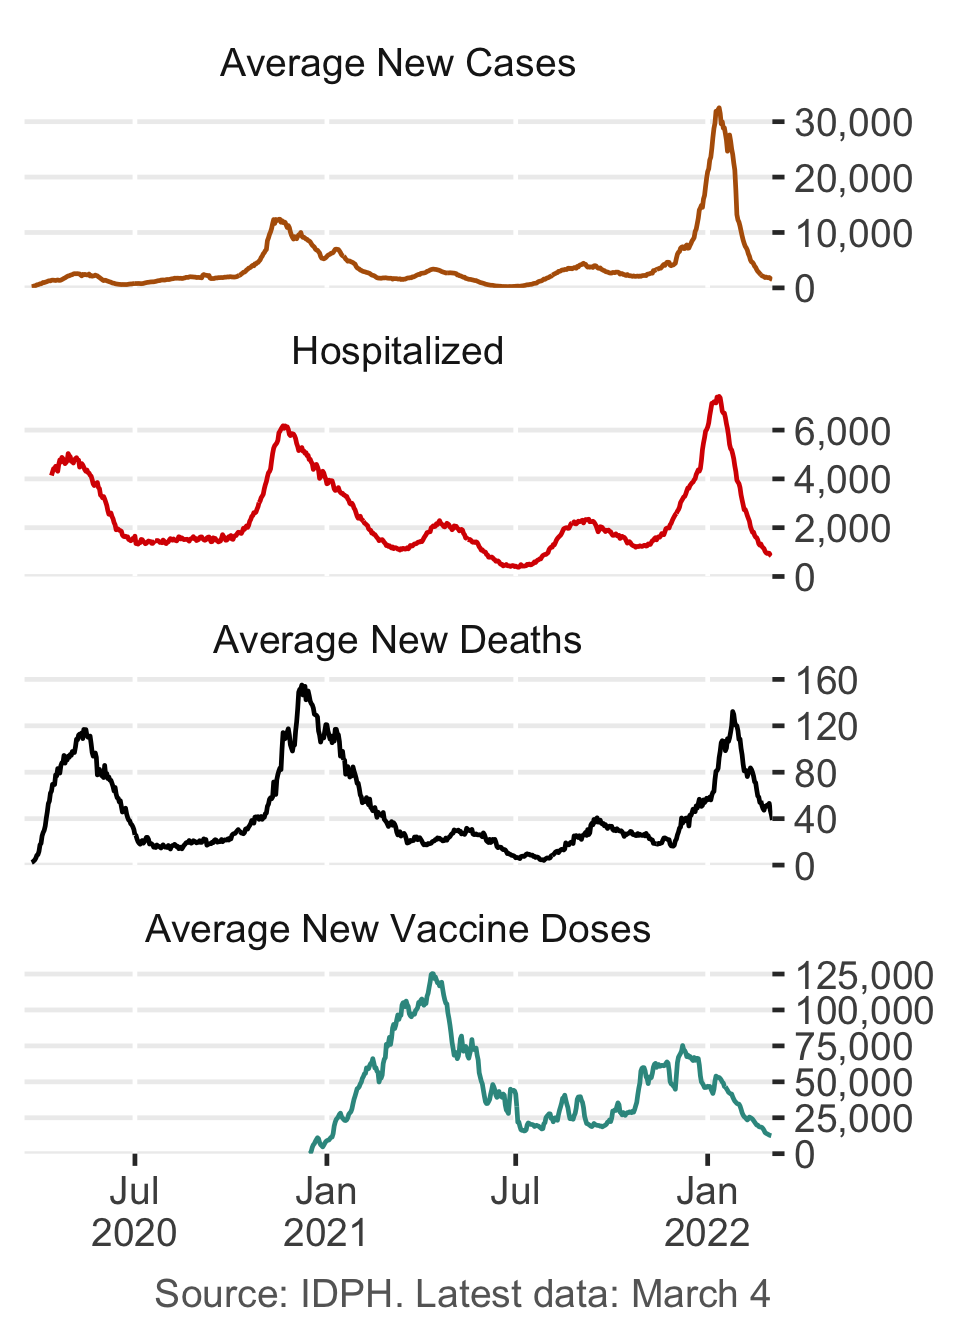 Average New Cases
30,000
20,000
10,000
0
Hospitalized
6,000
4,000
2,000
0
Average New Deaths
160
120
80
40
0
Average New Vaccine Doses
125,000
100,000
75,000
50,000
25,000
0
Jul Jan Jul Jan
2020 2021 2022
Source: IDPH. Latest data: March 4